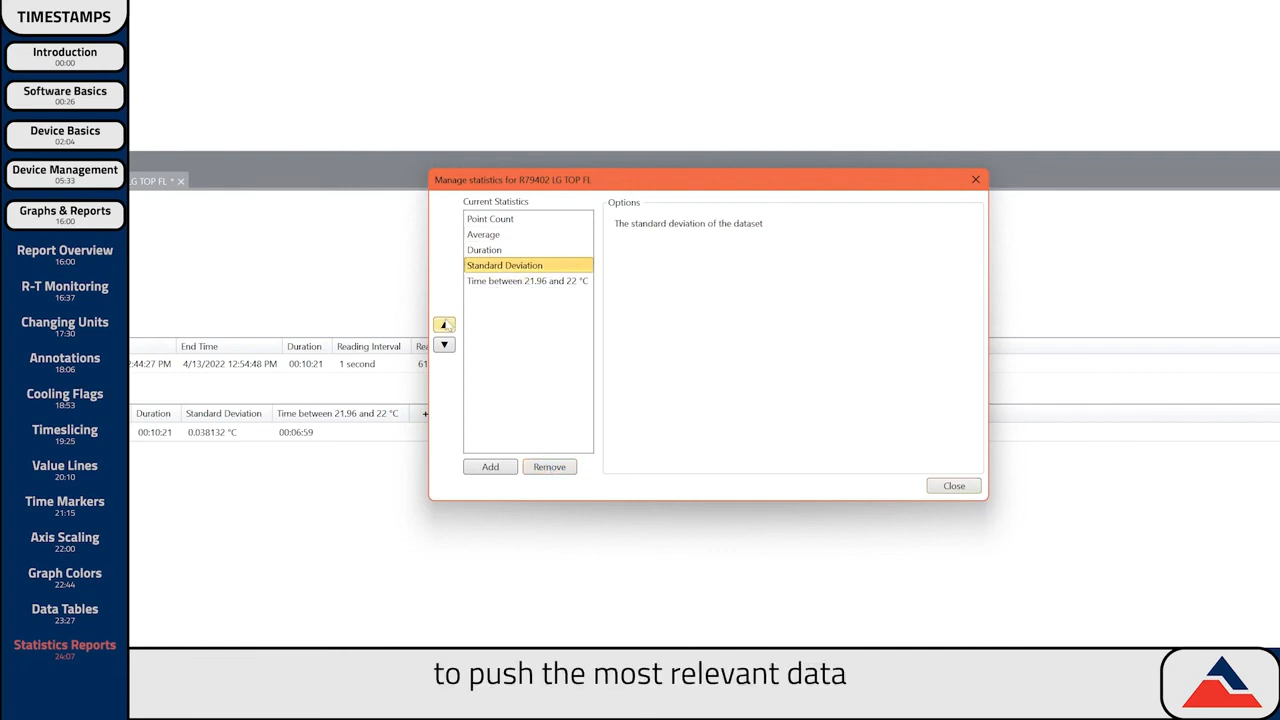 TIMESTAMPS
Introduction
00:00
Software Basics
00:26
Device Basics
02:04
Device Management
05:33
Graphs & Reports
16:00
Report Overview
16:00
R-T Monitoring
16:37
Changing Units
17:30
Annotations
18:06
Cooling Flags
18:53
Timeslicing
19:25
Value Lines
20:10
Time Markers
21:15
Axis Scaling
22:00
Graph Colors
22:44
Data Tables
23:27
Statistics Reports
24:07
LG TOP FL *
Manage statistics for R79402 LG TOP FL
Current Statistics
Point Count
Average
Duration
Standard Deviation
Time between 21.96 and 22 °C
Add Remove
Options
The standard deviation of the dataset
Close
End Time Duration Reading Interval Rea
2:44:27 PM 4/13/2022 12:54:48 PM 00:10:21 1 second 61
Duration Standard Deviation Time between 21.96 and 22 °C +
00:10:21 0.038132 °C 00:06:59
to push the most relevant data